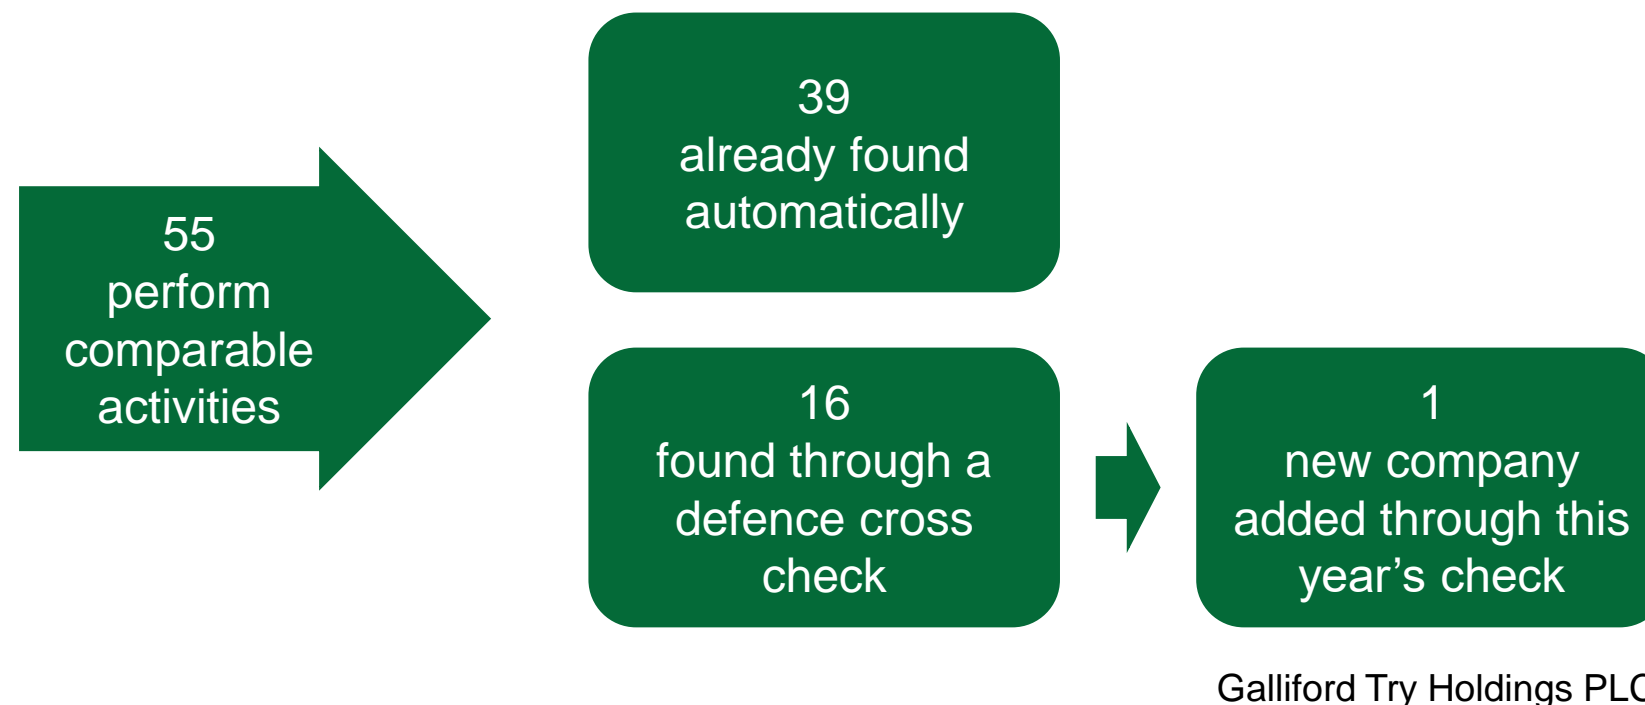 55
perform
comparable
activities
39
already found
automatically
16
found through a
defence cross
check
1
new company
added through this
year’s check
Galliford Try Holdings PLC